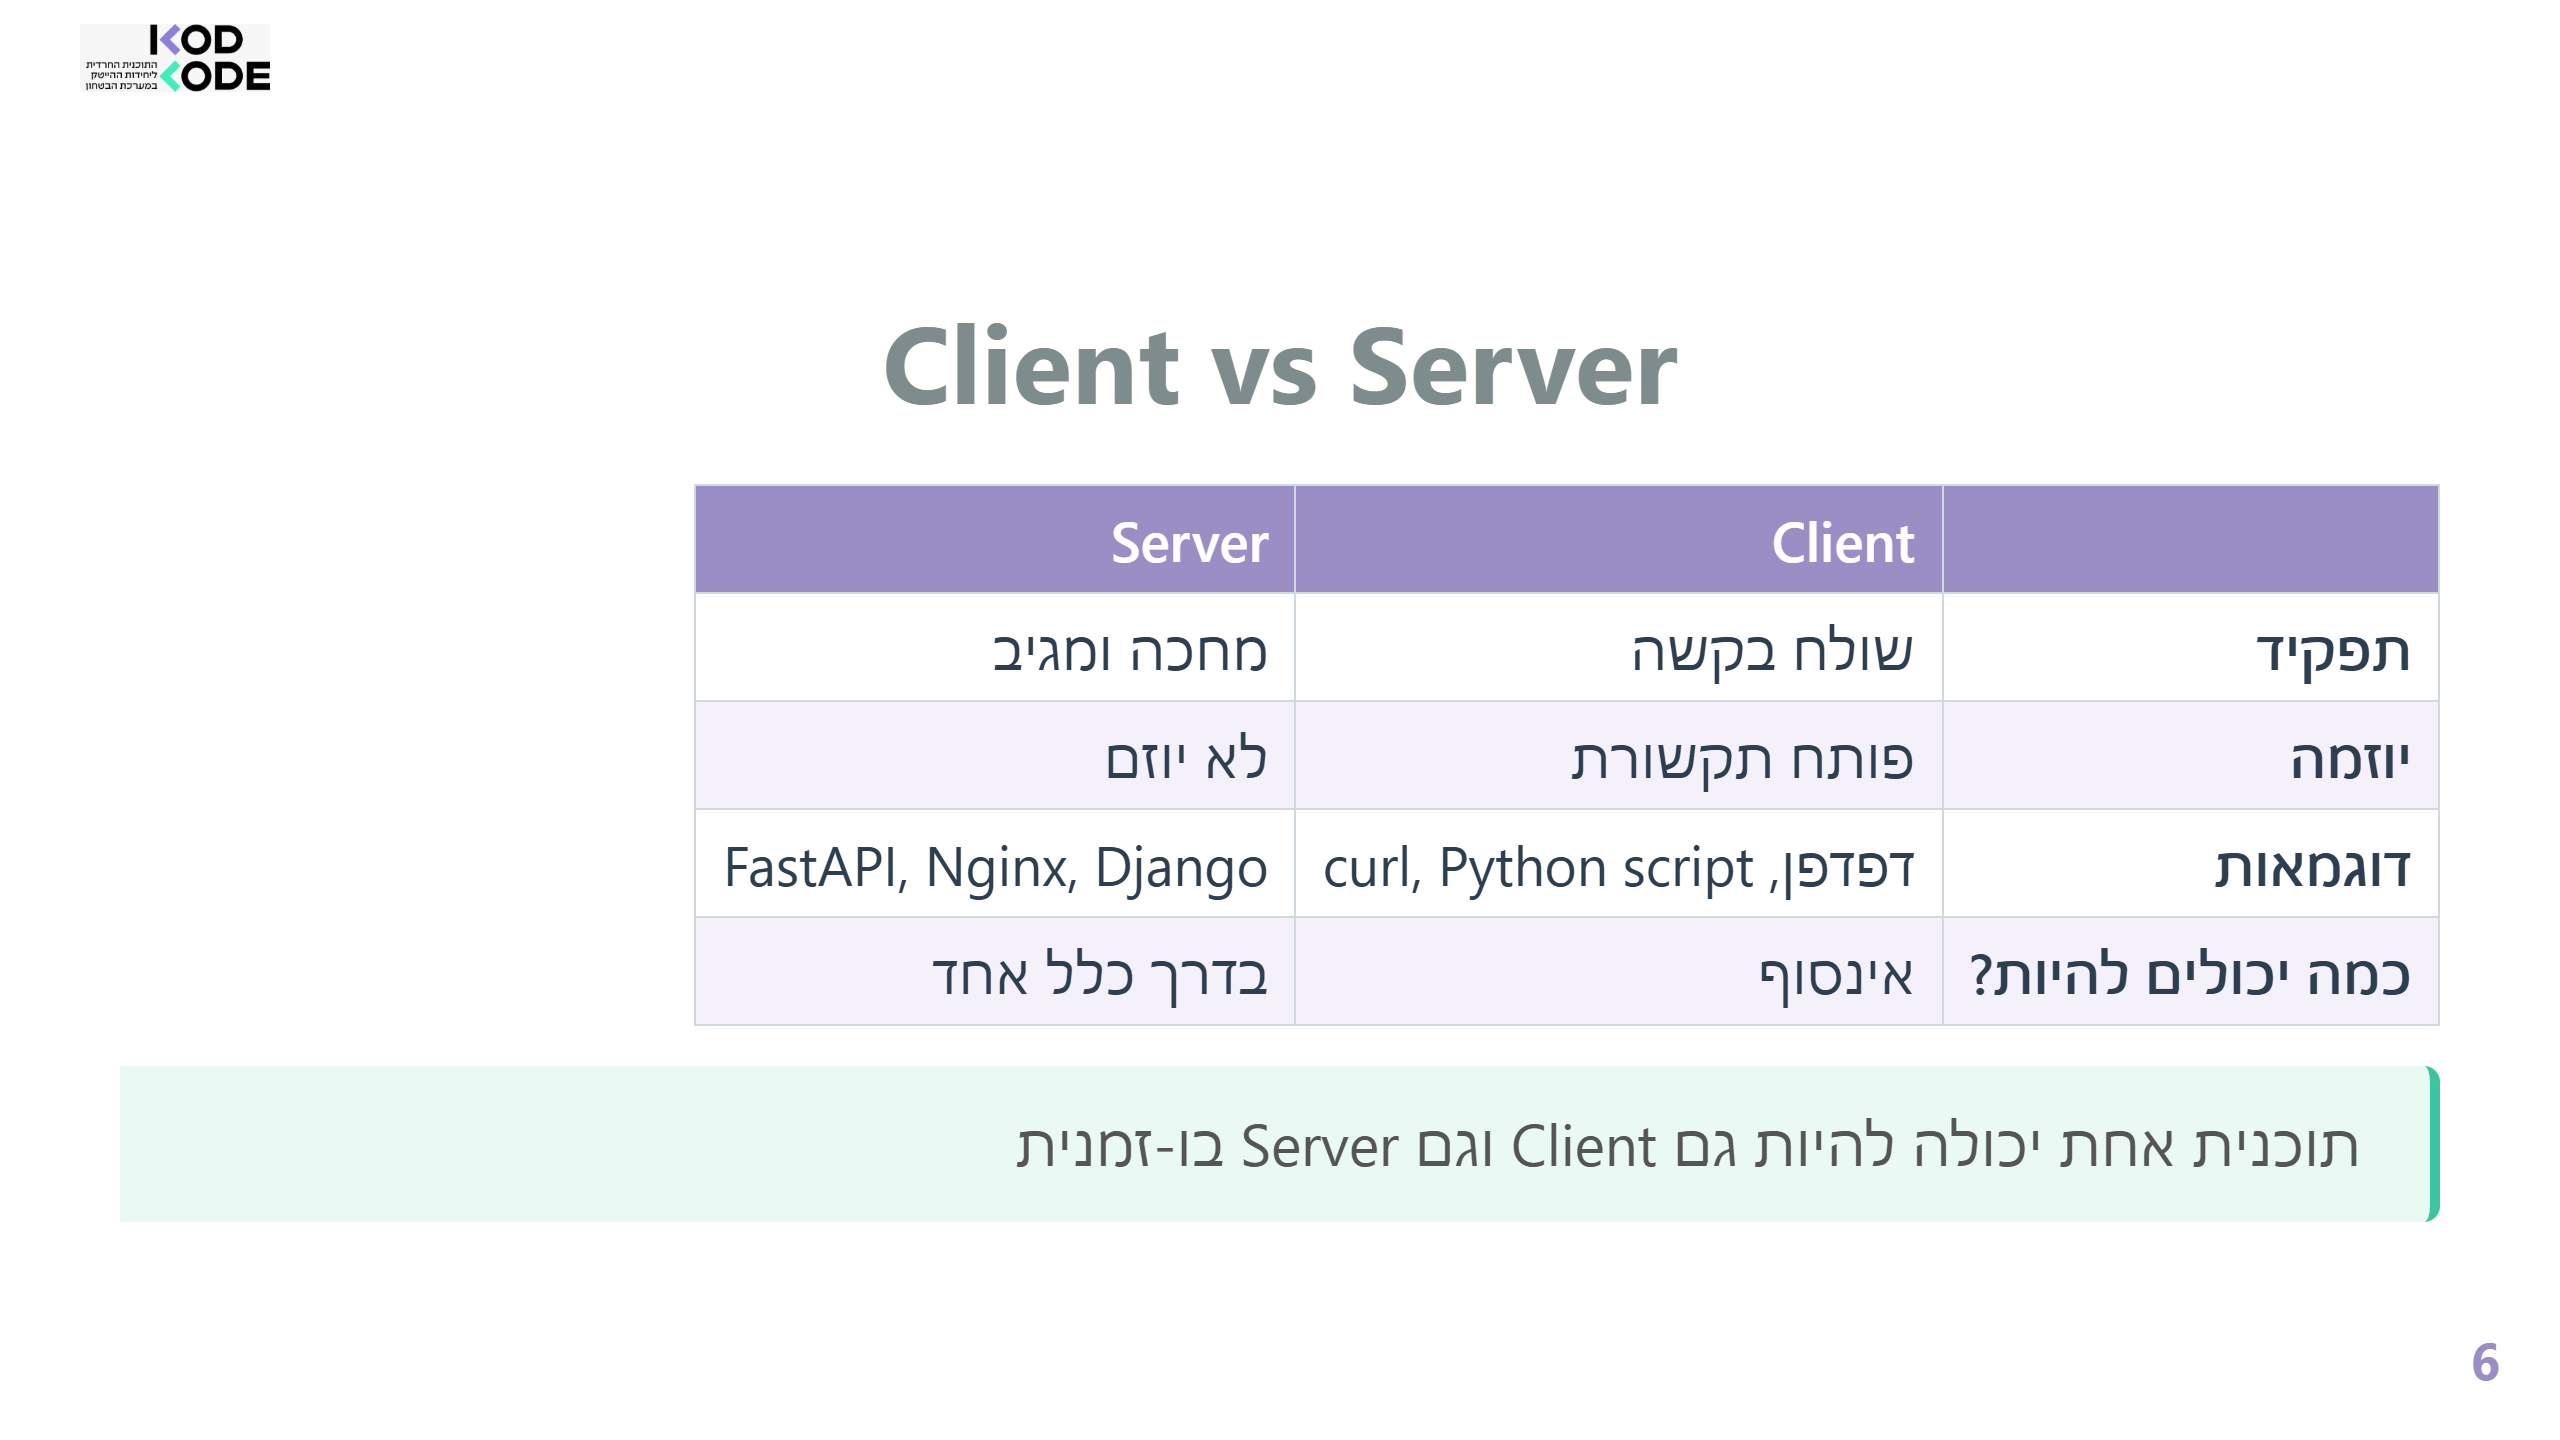 KOD
KODE
התוכנית החרדית
ליחידות ההייטק
במערכת הבטחון
Client vs Server
Client Server
תפקיד שולח בקשה מחכה ומגיב
יוזמה פותח תקשורת לא יוזם
דוגמאות דפדפן, curl, Python script FastAPI, Nginx, Django
כמה יכולים להיות? אינסוף בדרך כלל אחד
תוכנית אחת יכולה להיות גם Client וגם Server בו-זמנית
6